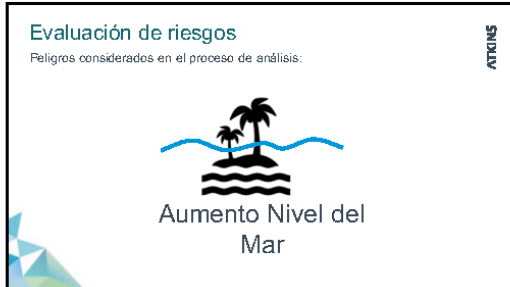 Evaluación de riesgos
Peligros considerados en el proceso de análisis:
ATKINS
Aumento Nivel del
Mar